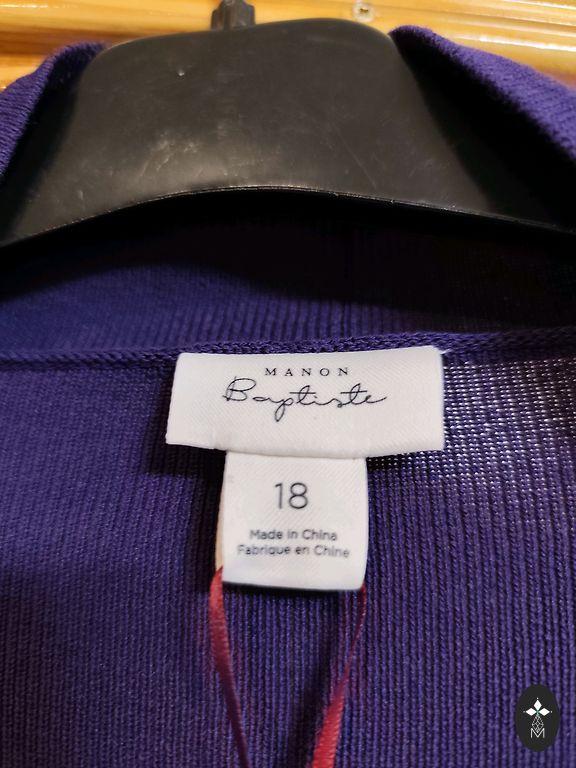 MANON
Baptiste
18
Made in China
Fabriqué en Chine
M